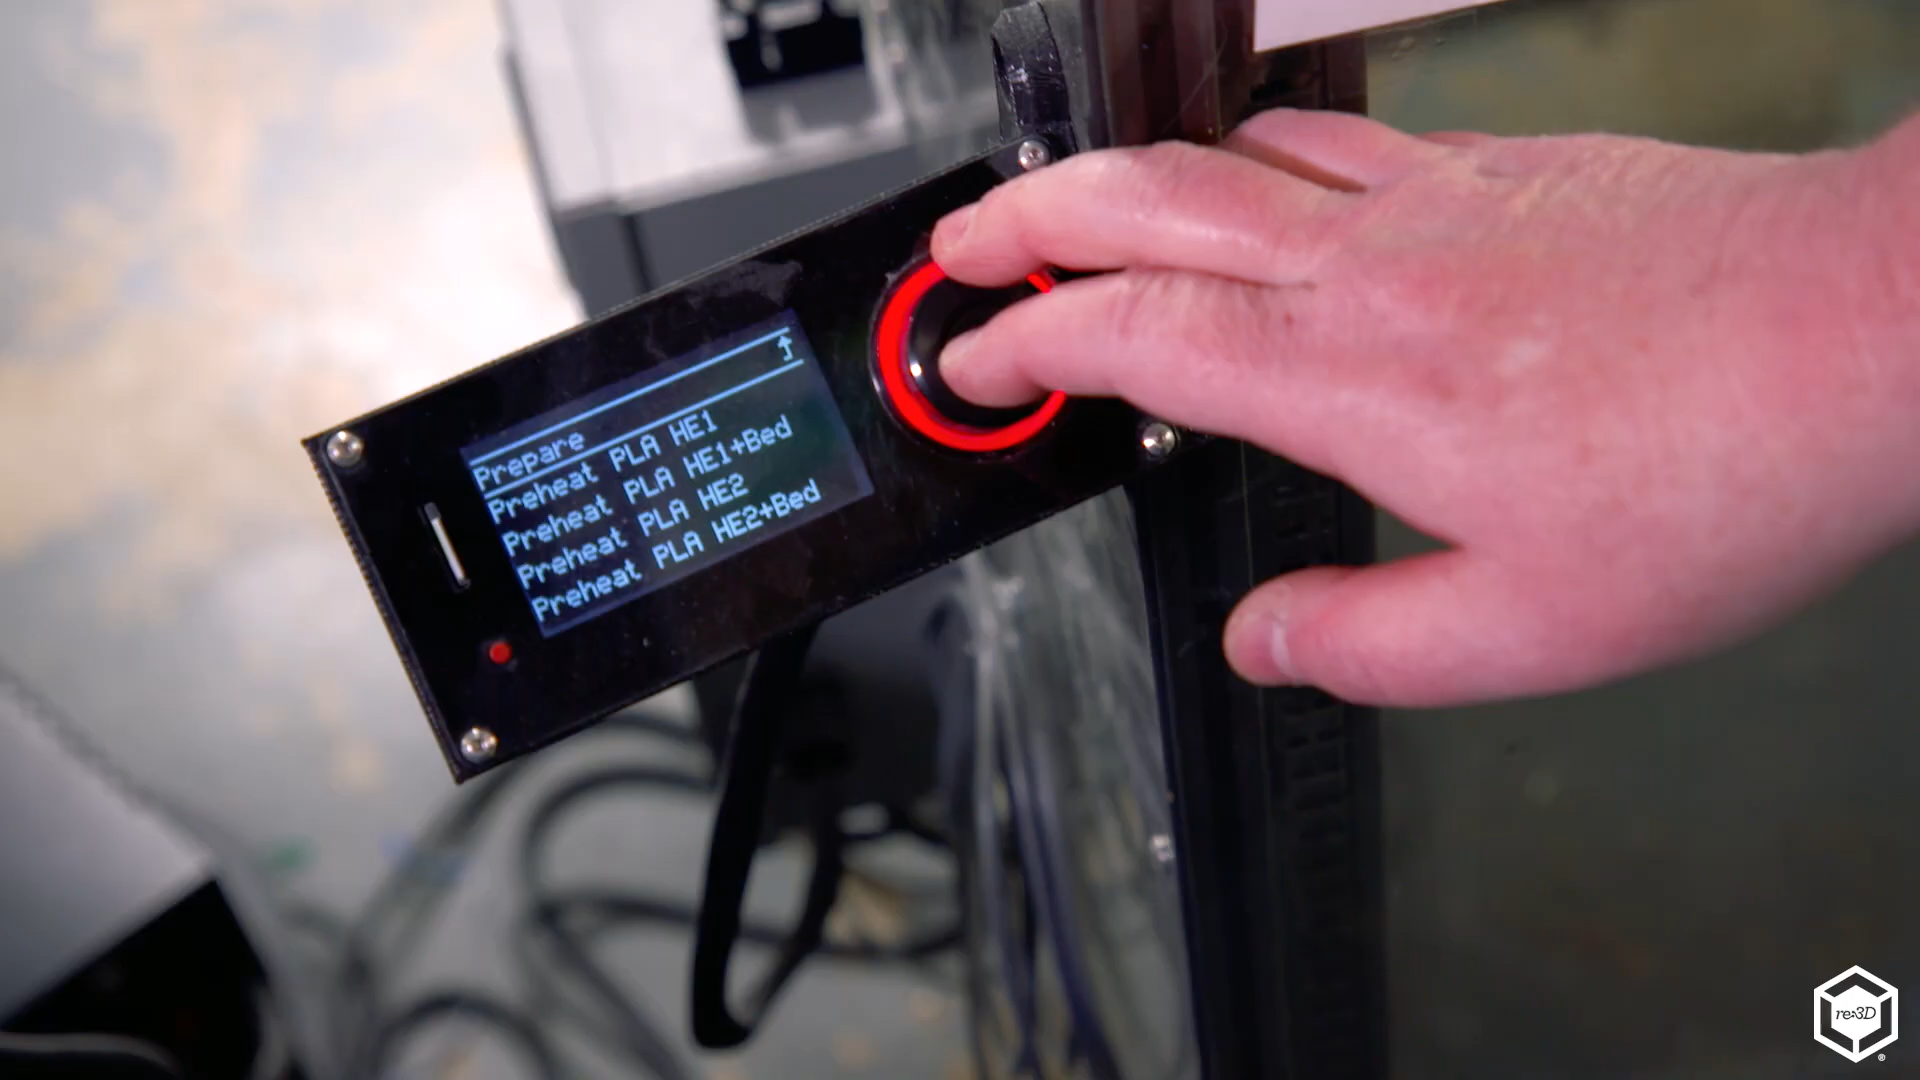 Prepare ↑
Preheat PLA HE1
Preheat PLA HE1+Bed
Preheat PLA HE2
Preheat PLA HE2+Bed
re:3D
®